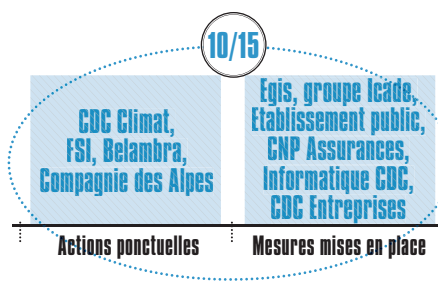 10/15
CDC Climat,
FSI, Belambra,
Compagnie des Alpes
Egis, groupe Icade,
Etablissement public,
CNP Assurances,
Informatique CDC,
CDC Entreprises
Actions ponctuelles
Mesures mises en place